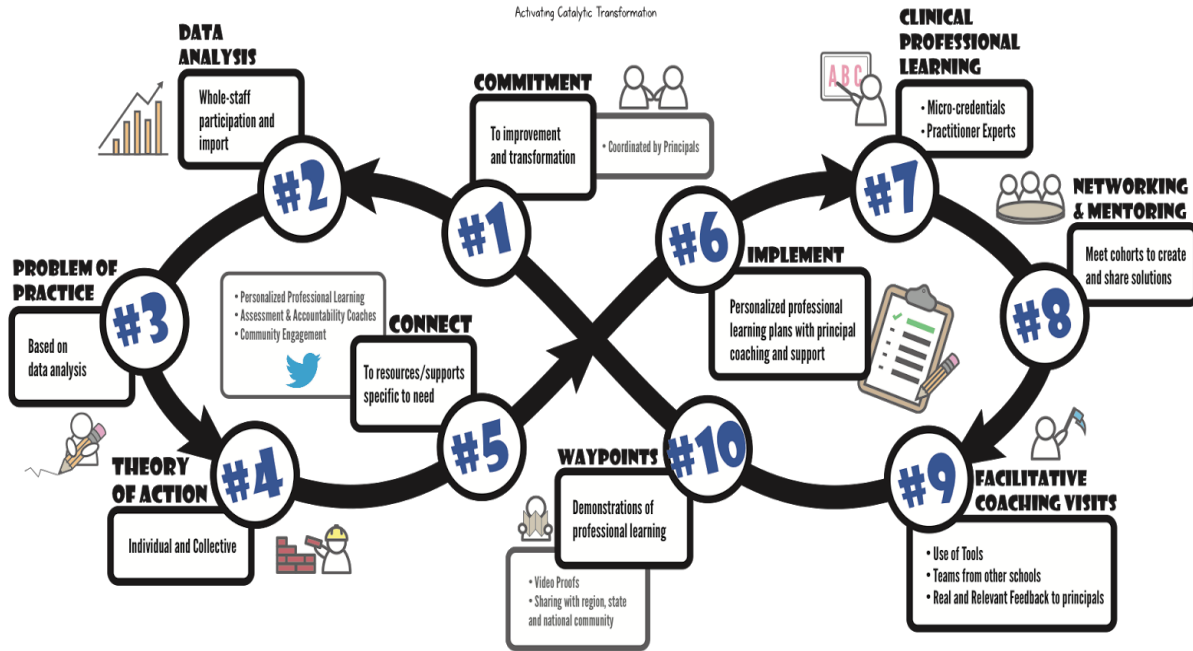 Activating Catalytic Transformation
#1
COMMITMENT
To improvement
and transformation
• Coordinated by Principals
#2
DATA
ANALYSIS
Whole-staff
participation and
import
#3
PROBLEM OF
PRACTICE
Based on
data analysis
#4
THEORY
OF ACTION
Individual and Collective
#5
CONNECT
To resources/supports
specific to need
• Personalized Professional Learning
• Assessment & Accountability Coaches
• Community Engagement
#6
IMPLEMENT
Personalized professional
learning plans with principal
coaching and support
#7
CLINICAL
PROFESSIONAL
LEARNING
• Micro-credentials
• Practitioner Experts
ABC
#8
NETWORKING
& MENTORING
Meet cohorts to create
and share solutions
#9
FACILITATIVE
COACHING VISITS
• Use of Tools
• Teams from other schools
• Real and Relevant Feedback to principals
#10
WAYPOINTS
Demonstrations of
professional learning
• Video Proofs
• Sharing with region, state
and national community